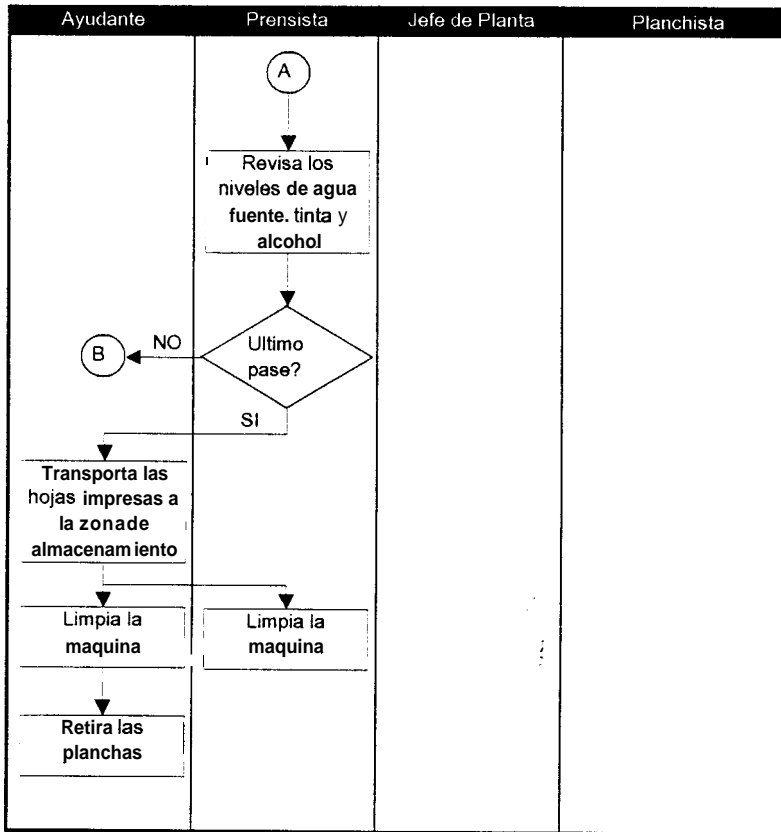 Ayudante Prensista Jefe de Planta Planchista
A
Revisa los
niveles de agua
fuente. tinta y
alcohol
B
NO
Ultimo
pase?
SI
Transporta las
hojas impresas a
la zonade
almacenam iento
Limpia la
maquina
Limpia la
maquina
Retira las
planchas